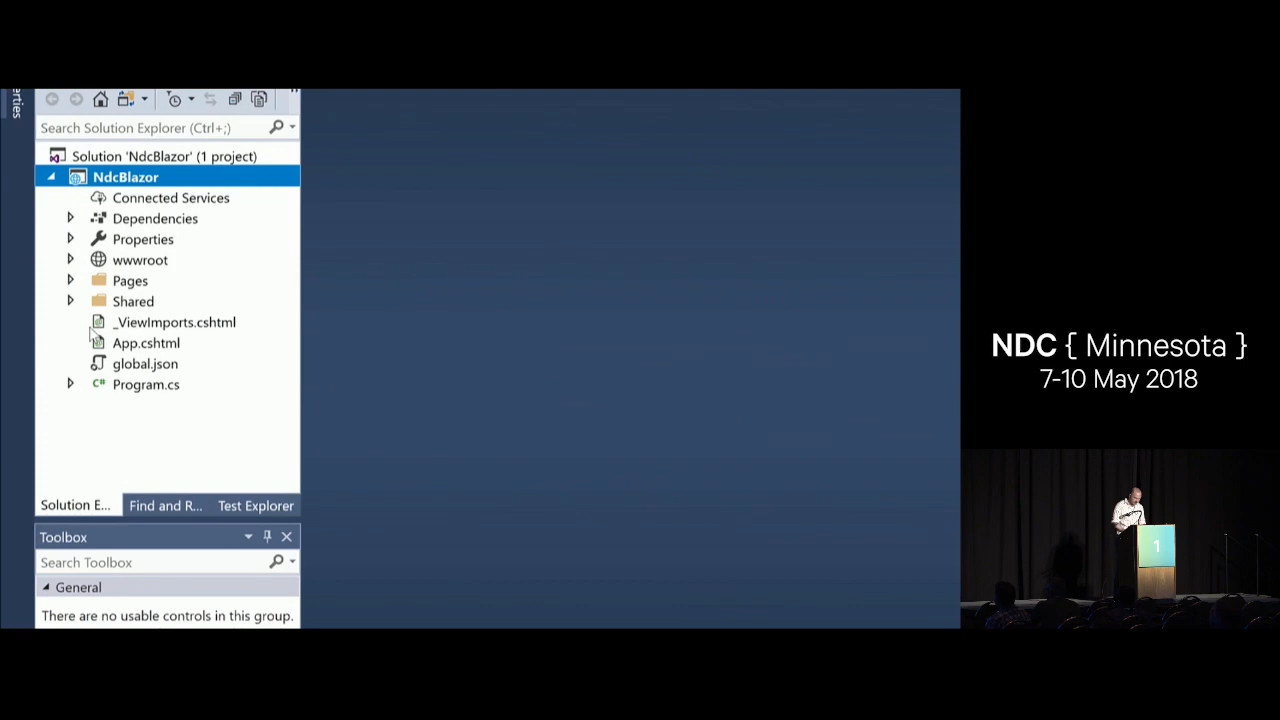 erties
Search Solution Explorer (Ctrl+;)
Solution 'NdcBlazor' (1 project)
NdcBlazor
Connected Services
Dependencies
Properties
wwwroot
Pages
Shared
_ViewImports.cshtml
App.cshtml
global.json
C# Program.cs
Solution E... Find and R... Test Explorer
Toolbox
Search Toolbox
General
There are no usable controls in this group.
NDC { Minnesota }
7-10 May 2018
1